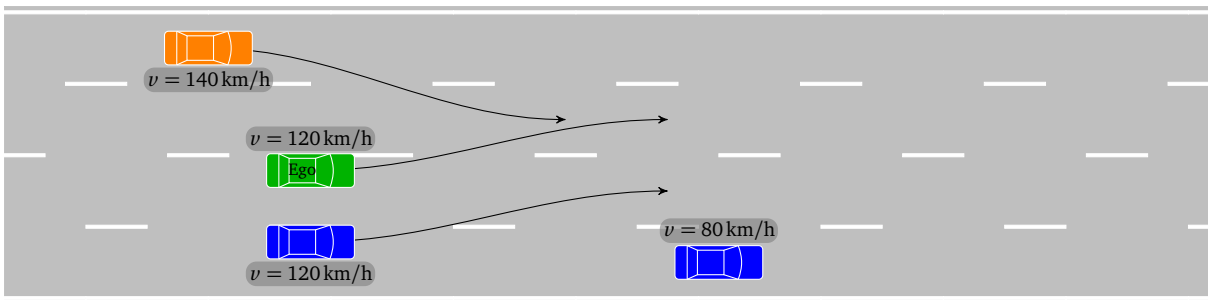 v = 140 km/h
v = 120 km/h
Ego
v = 80 km/h
v = 120 km/h